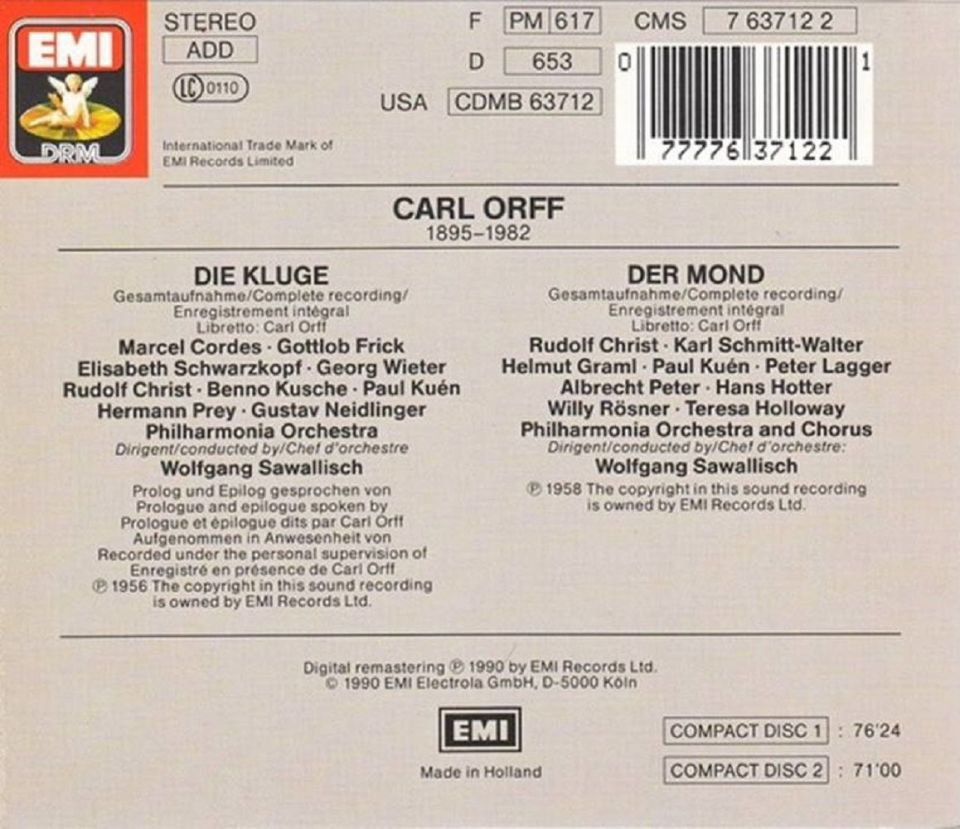 EMI
DRM
STEREO
ADD
LC 0110
International Trade Mark of
EMI Records Limited
F PM 617 CMS 7 63712 2
D 653
USA CDMB 63712
0 77776 37122 1
CARL ORFF
1895–1982
DIE KLUGE
Gesamtaufnahme/Complete recording/
Enregistrement intégral
Libretto: Carl Orff
Marcel Cordes · Gottlob Frick
Elisabeth Schwarzkopf · Georg Wieter
Rudolf Christ · Benno Kusche · Paul Kuén
Hermann Prey · Gustav Neidlinger
Philharmonia Orchestra
Dirigent/conducted by/Chef d'orchestre
Wolfgang Sawallisch
Prolog und Epilog gesprochen von
Prologue and epilogue spoken by
Prologue et épilogue dits par Carl Orff
Aufgenommen in Anwesenheit von
Recorded under the personal supervision of
Enregistré en présence de Carl Orff
℗ 1956 The copyright in this sound recording
is owned by EMI Records Ltd.
DER MOND
Gesamtaufnahme/Complete recording/
Enregistrement intégral
Libretto: Carl Orff
Rudolf Christ · Karl Schmitt-Walter
Helmut Graml · Paul Kuén · Peter Lagger
Albrecht Peter · Hans Hotter
Willy Rösner · Teresa Holloway
Philharmonia Orchestra and Chorus
Dirigent/conducted by/Chef d'orchestre:
Wolfgang Sawallisch
℗ 1958 The copyright in this sound recording
is owned by EMI Records Ltd.
Digital remastering ℗ 1990 by EMI Records Ltd.
© 1990 EMI Electrola GmbH, D-5000 Köln
EMI
Made in Holland
COMPACT DISC 1 : 76'24
COMPACT DISC 2 : 71'00